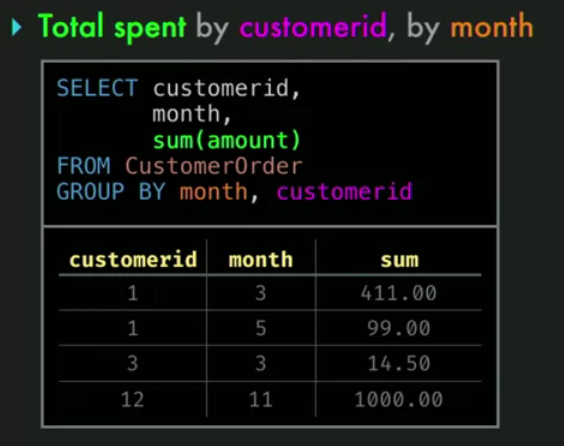 Total spent by customerid, by month
SELECT customerid,
month,
sum(amount)
FROM CustomerOrder
GROUP BY month, customerid
customerid month sum
1 3 411.00
1 5 99.00
3 3 14.50
12 11 1000.00